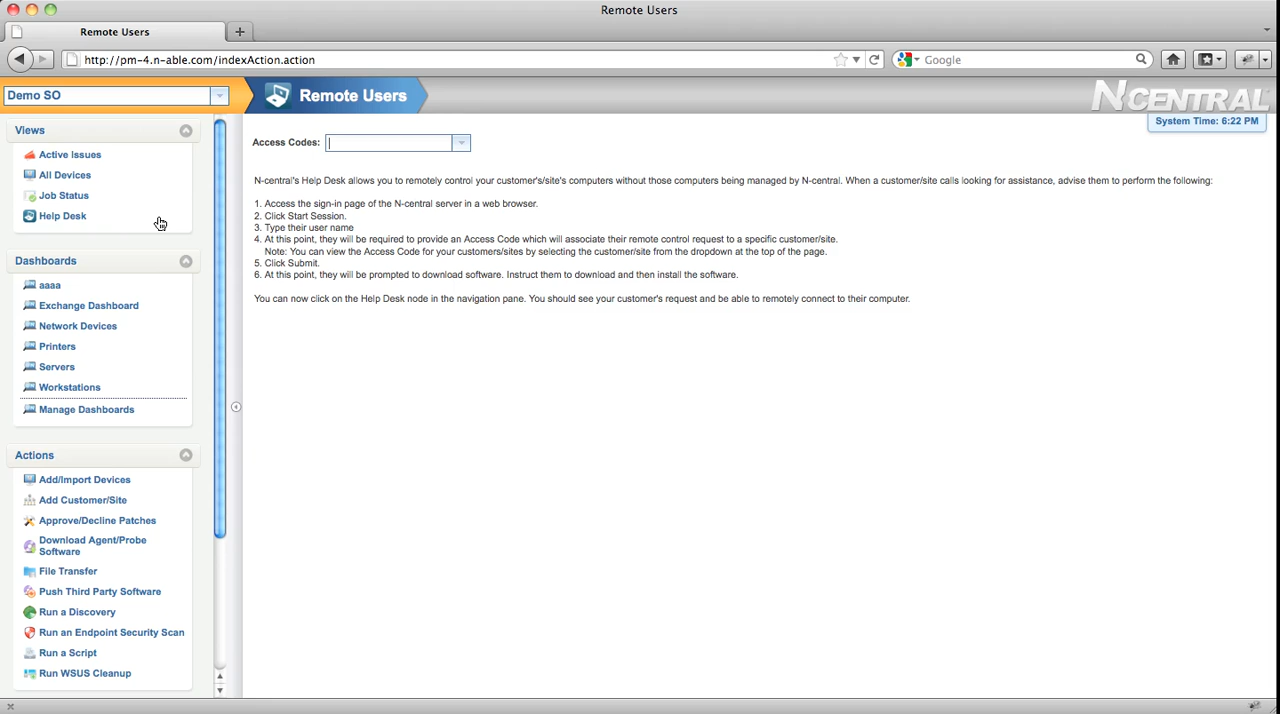 Remote Users
Remote Users
http://pm-4.n-able.com/indexAction.action
Google
Demo SO
Remote Users
N-CENTRAL
System Time: 6:22 PM
Views
Active Issues
All Devices
Job Status
Help Desk
Dashboards
aaaa
Exchange Dashboard
Network Devices
Printers
Servers
Workstations
Manage Dashboards
Actions
Add/Import Devices
Add Customer/Site
Approve/Decline Patches
Download Agent/Probe
Software
File Transfer
Push Third Party Software
Run a Discovery
Run an Endpoint Security Scan
Run a Script
Run WSUS Cleanup
Access Codes:
N-central's Help Desk allows you to remotely control your customer's/site's computers without those computers being managed by N-central. When a customer/site calls looking for assistance, advise them to perform the following:
1. Access the sign-in page of the N-central server in a web browser.
2. Click Start Session.
3. Type their user name
4. At this point, they will be required to provide an Access Code which will associate their remote control request to a specific customer/site.
Note: You can view the Access Code for your customers/sites by selecting the customer/site from the dropdown at the top of the page.
5. Click Submit.
6. At this point, they will be prompted to download software. Instruct them to download and then install the software.
You can now click on the Help Desk node in the navigation pane. You should see your customer's request and be able to remotely connect to their computer.